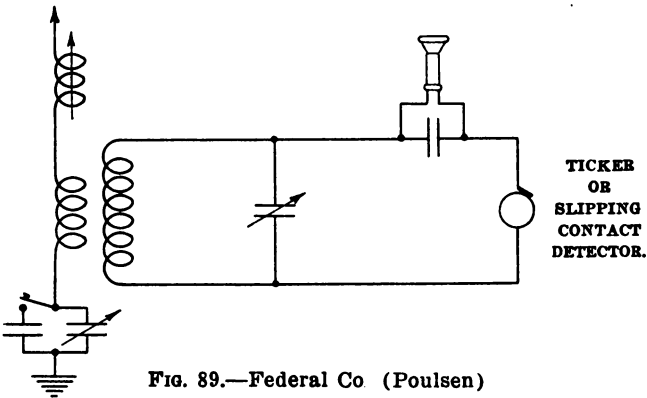 TICKER
OR
SLIPPING
CONTACT
DETECTOR.
FIG. 89.—Federal Co (Poulsen)